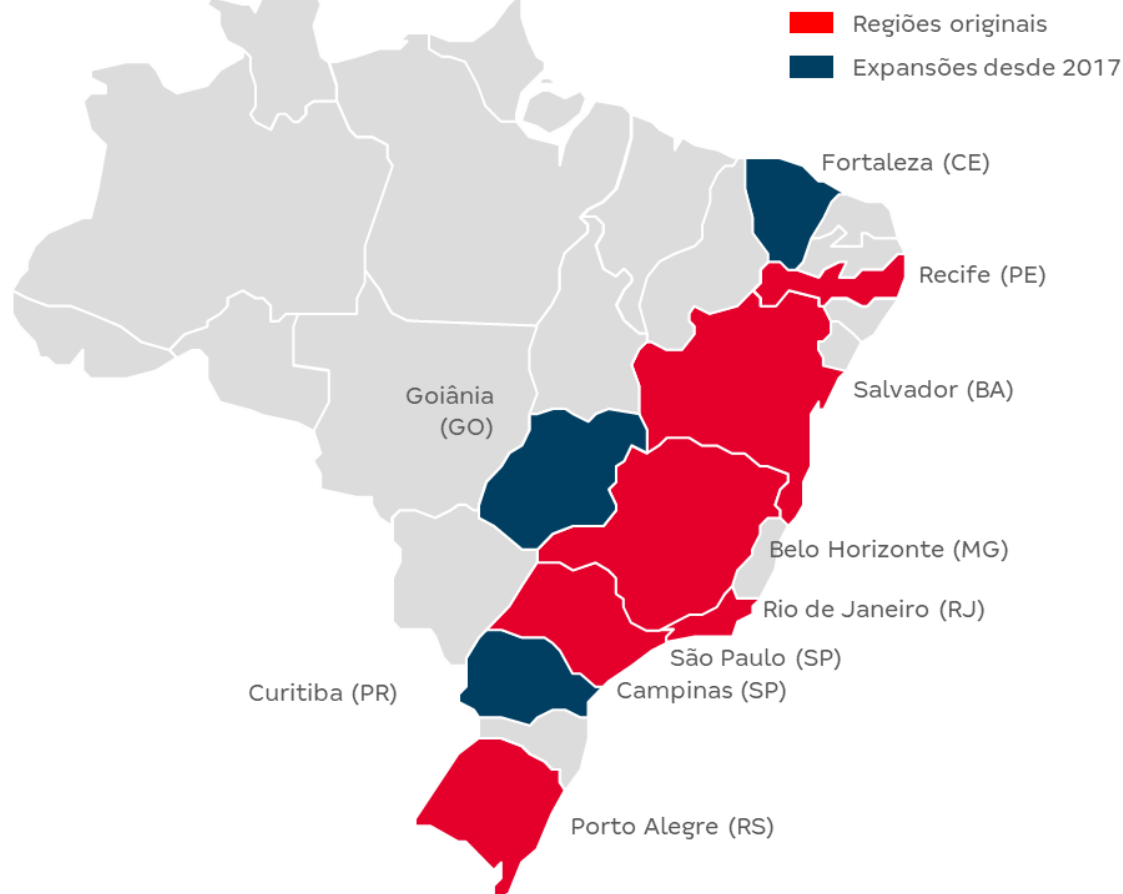 Regiões originais
Expansões desde 2017
Fortaleza (CE)
Recife (PE)
Salvador (BA)
Goiânia
(GO)
Belo Horizonte (MG)
Rio de Janeiro (RJ)
São Paulo (SP)
Campinas (SP)
Curitiba (PR)
Porto Alegre (RS)